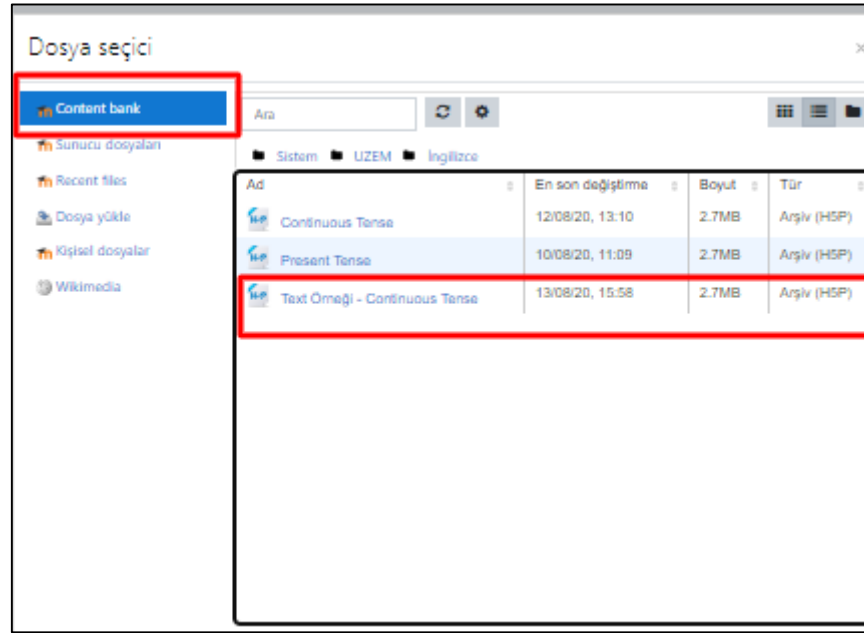 Dosya seçici
Content bank
Sunucu dosyaları
Recent files
Dosya yükle
Kişisel dosyalar
Wikimedia
Ara
Sistem UZEM İngilizce
Ad En son değiştirme Boyut Tür
Continuous Tense 12/08/20, 13:10 2.7MB Arşiv (H5P)
Present Tense 10/08/20, 11:09 2.7MB Arşiv (H5P)
Text Örneği - Continuous Tense 13/08/20, 15:58 2.7MB Arşiv (H5P)